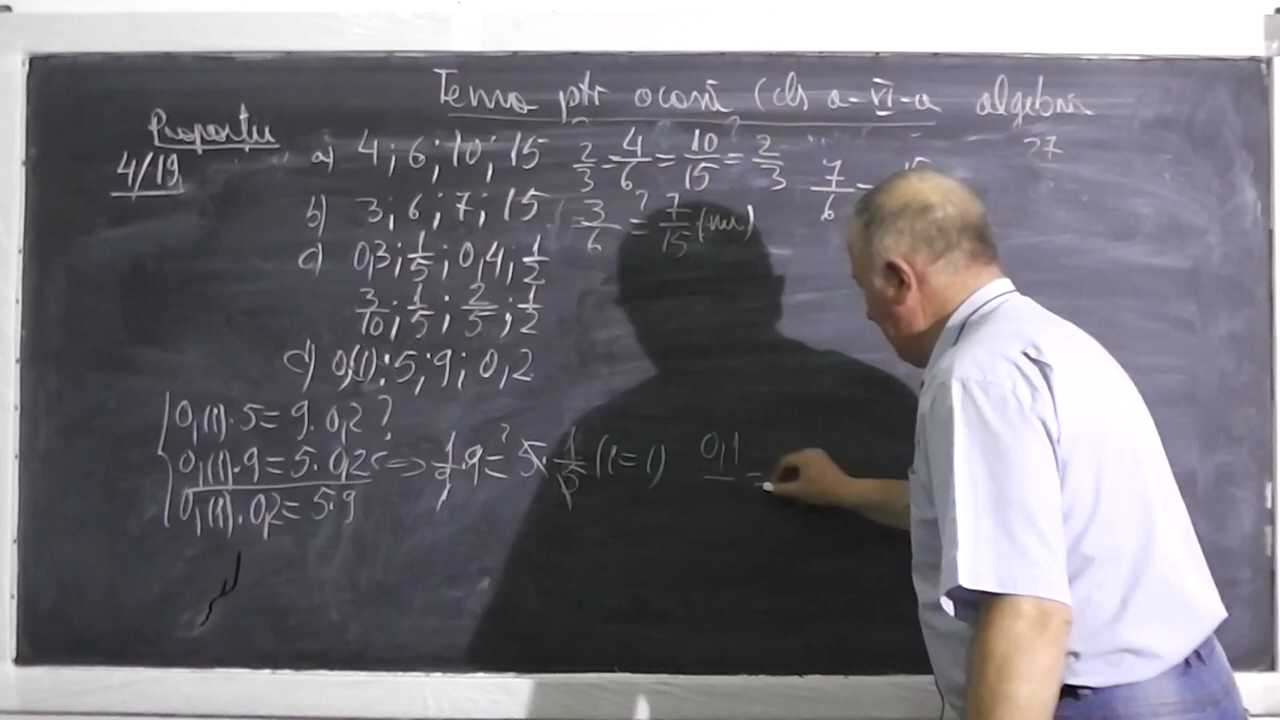 Tema ptr acasă (cls a-VI-a algebră
Proporții
27
4/19
a) 4; 6; 10; 15 2/3 = 4/6 = 10/15 = 2/3 7/6
b) 3; 6; 7; 15 3/6 ?= 7/15 (nu)
c) 0,3; 1/5; 0,4; 1/2
3/10; 1/5; 2/5; 1/2
d) 0,(1); 5; 9; 0,2
0,(1)·5 = 9·0,2 ?
0,(1)·9 = 5·0,2 <=> 1/9·9 ?= 5·1/5 (1=1) 0,1 =
0,(1)·0,2 = 5·9